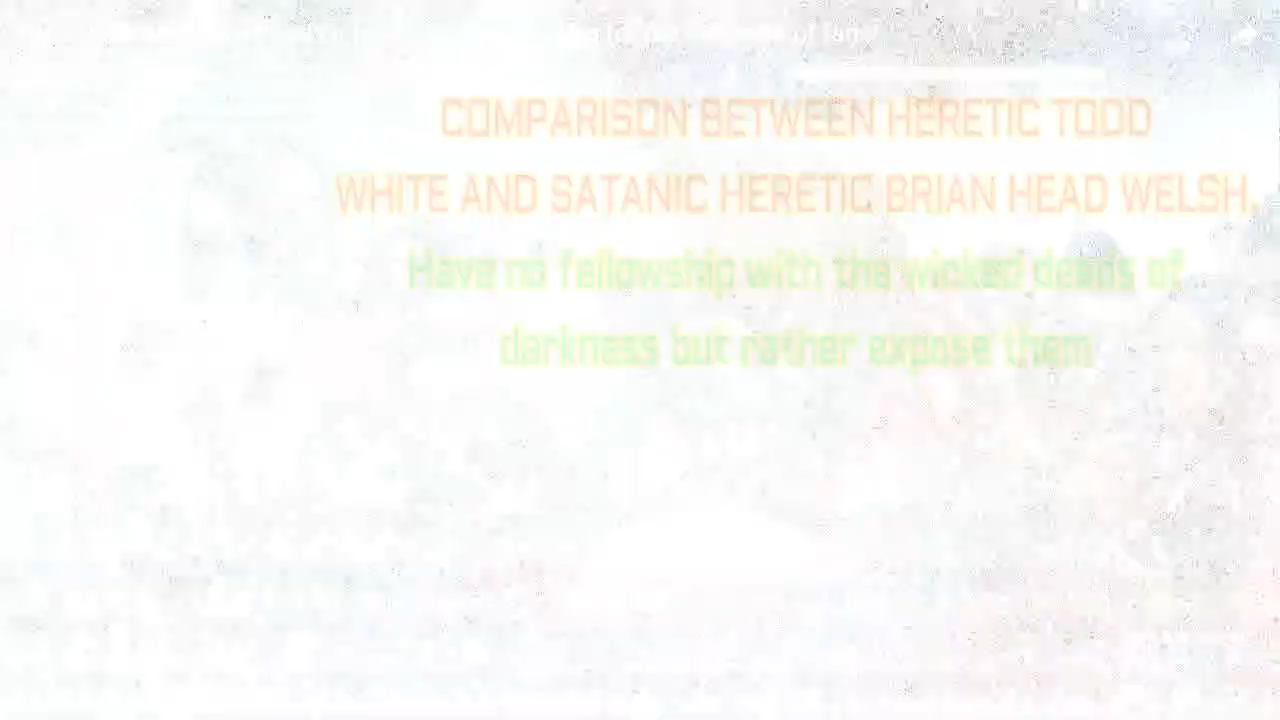 COMPARISON BETWEEN HERETIC TODD
WHITE AND SATANIC HERETIC BRIAN HEAD WELSH.
Have no fellowship with the wicked deeds of
darkness but rather expose them